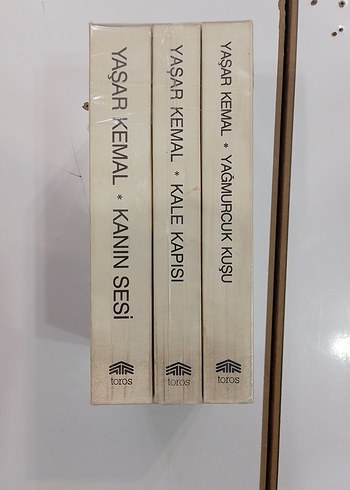 YAŞAR KEMAL * KANIN SESİ
toros
YAŞAR KEMAL * KALE KAPISI
toros
YAŞAR KEMAL * YAĞMURCUK KUŞU
toros